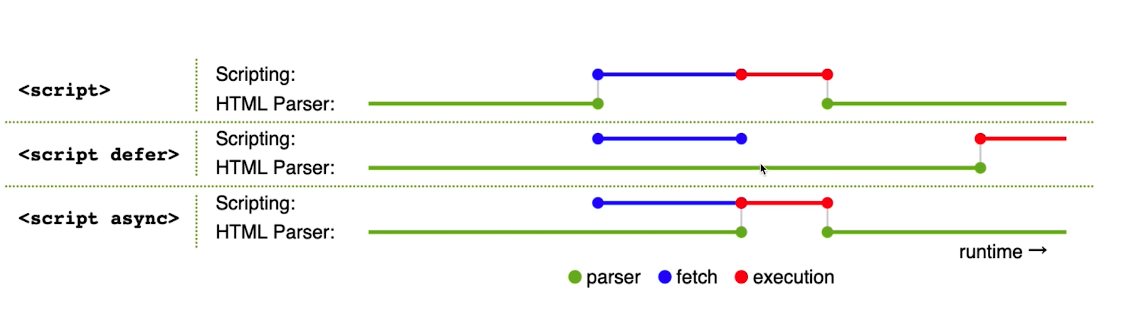 Scripting:
<script>
HTML Parser:
Scripting:
<script defer>
HTML Parser:
Scripting:
<script async>
HTML Parser:
runtime →
parser fetch execution